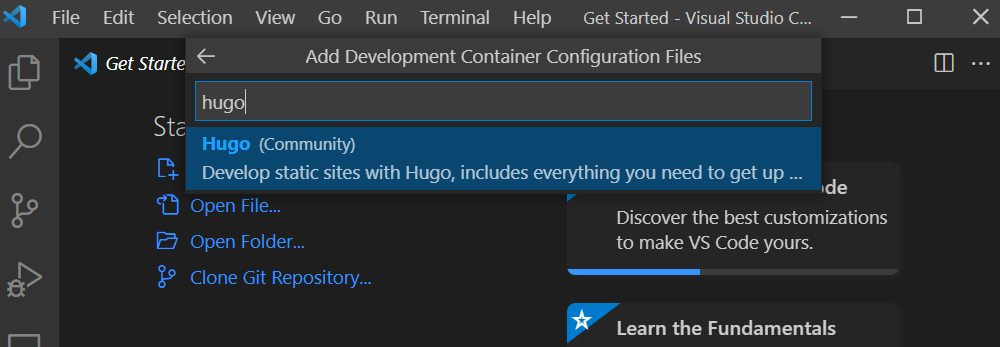 File Edit Selection View Go Run Terminal Help Get Started - Visual Studio C...
Add Development Container Configuration Files
Get Starte
hugo
Hugo (Community)
Develop static sites with Hugo, includes everything you need to get up ...
Sta
Open File...
Open Folder...
Clone Git Repository...
ode
Discover the best customizations
to make VS Code yours.
Learn the Fundamentals